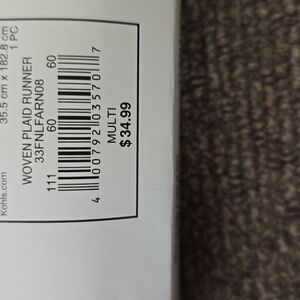 35.5 cm x 182.8 cm
1 PC
Kohls.com
WOVEN PLAID RUNNER
33FNLFARN08
111 60 60
4 00792 03570 7
MULTI
$34.99